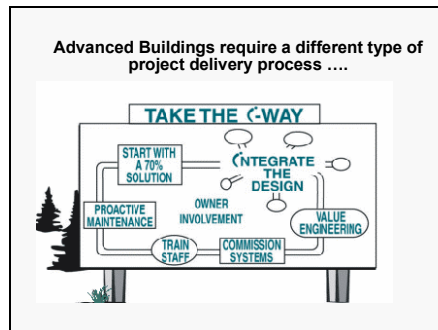 Advanced Buildings require a different type of
project delivery process ....
TAKE THE C-WAY
START WITH
A 70%
SOLUTION
INTEGRATE
THE
DESIGN
PROACTIVE
MAINTENANCE
OWNER
INVOLVEMENT
VALUE
ENGINEERING
TRAIN
STAFF
COMMISSION
SYSTEMS